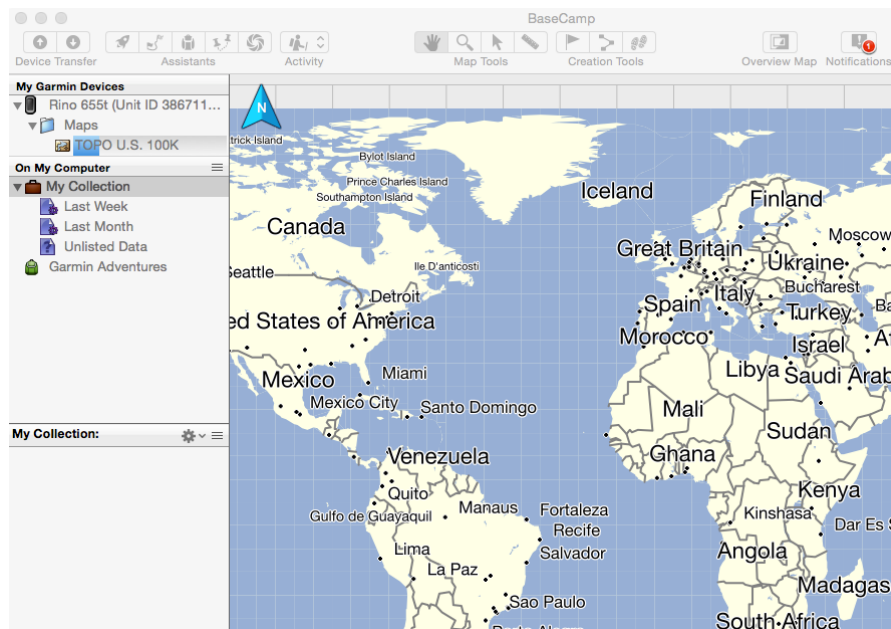 BaseCamp
Device Transfer
Assistants
Activity
Map Tools
Creation Tools
Overview Map
Notifications
1
My Garmin Devices
Rino 655t (Unit ID 386711...
Maps
TOPO U.S. 100K
On My Computer
My Collection
Last Week
Last Month
Unlisted Data
Garmin Adventures
My Collection:
N
trick Island
Bylot Island
Prince Charles Island
Southampton Island
Iceland
Finland
Canada
Moscow
Great Britain
Ukraine
Ile D'anticosti
Seattle
Bucharest
Detroit
Spain
Italy
Turkey
Ba
ed States of America
Morocco
Israel
Af
Libya
Saudi Arab
Miami
Mexico
Mexico City
Santo Domingo
Mali
Sudan
Venezuela
Ghana
Quito
Kenya
Manaus
Fortaleza
Gulfo de Guayaquil
Kinshasa
Dar Es S
Recife
Lima
Salvador
Angola
La Paz
Madagas
Sao Paulo
South Africa
Porto Alegre